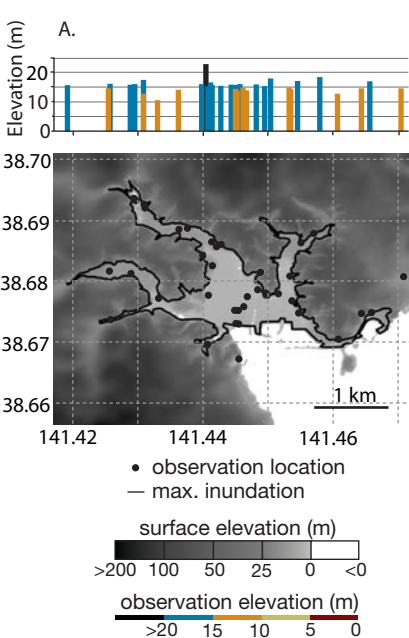 A.
Elevation (m)
20
10
0
38.70
38.69
38.68
38.67
38.66
1 km
141.42 141.44 141.46
• observation location
— max. inundation
surface elevation (m)
>200 100 50 25 0 <0
observation elevation (m)
>20 15 10 5 0